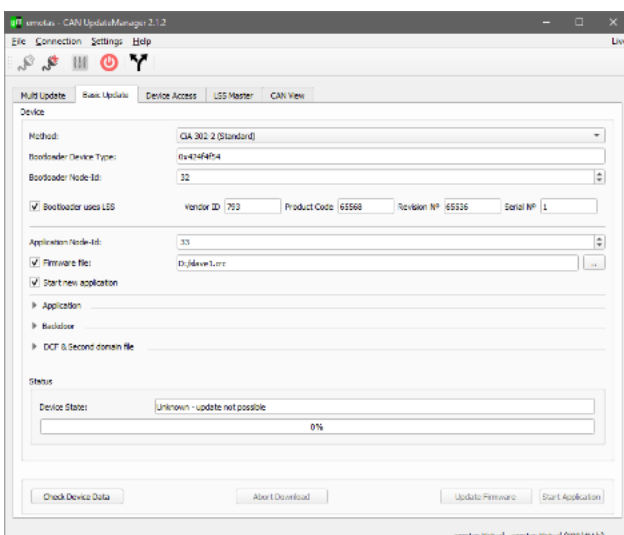 emotas - CAN UpdateManager 2.1.2
File Connection Settings Help Live
Multi Update Basic Update Device Access LSS Master CAN View
Device
Method: CiA 302-2 (Standard)
Bootloader Device Type: 0x424f4f54
Bootloader Node-Id: 32
Bootloader uses LSS Vendor ID 793 Product Code 65568 Revision Nº 65536 Serial Nº 1
Application Node-Id: 33
Firmware file: ...
Start new application
Application
Backdoor
DCF & Second domain file
Status
Device State: Unknown - update not possible
0%
Check Device Data Abort Download Update Firmware Start Application